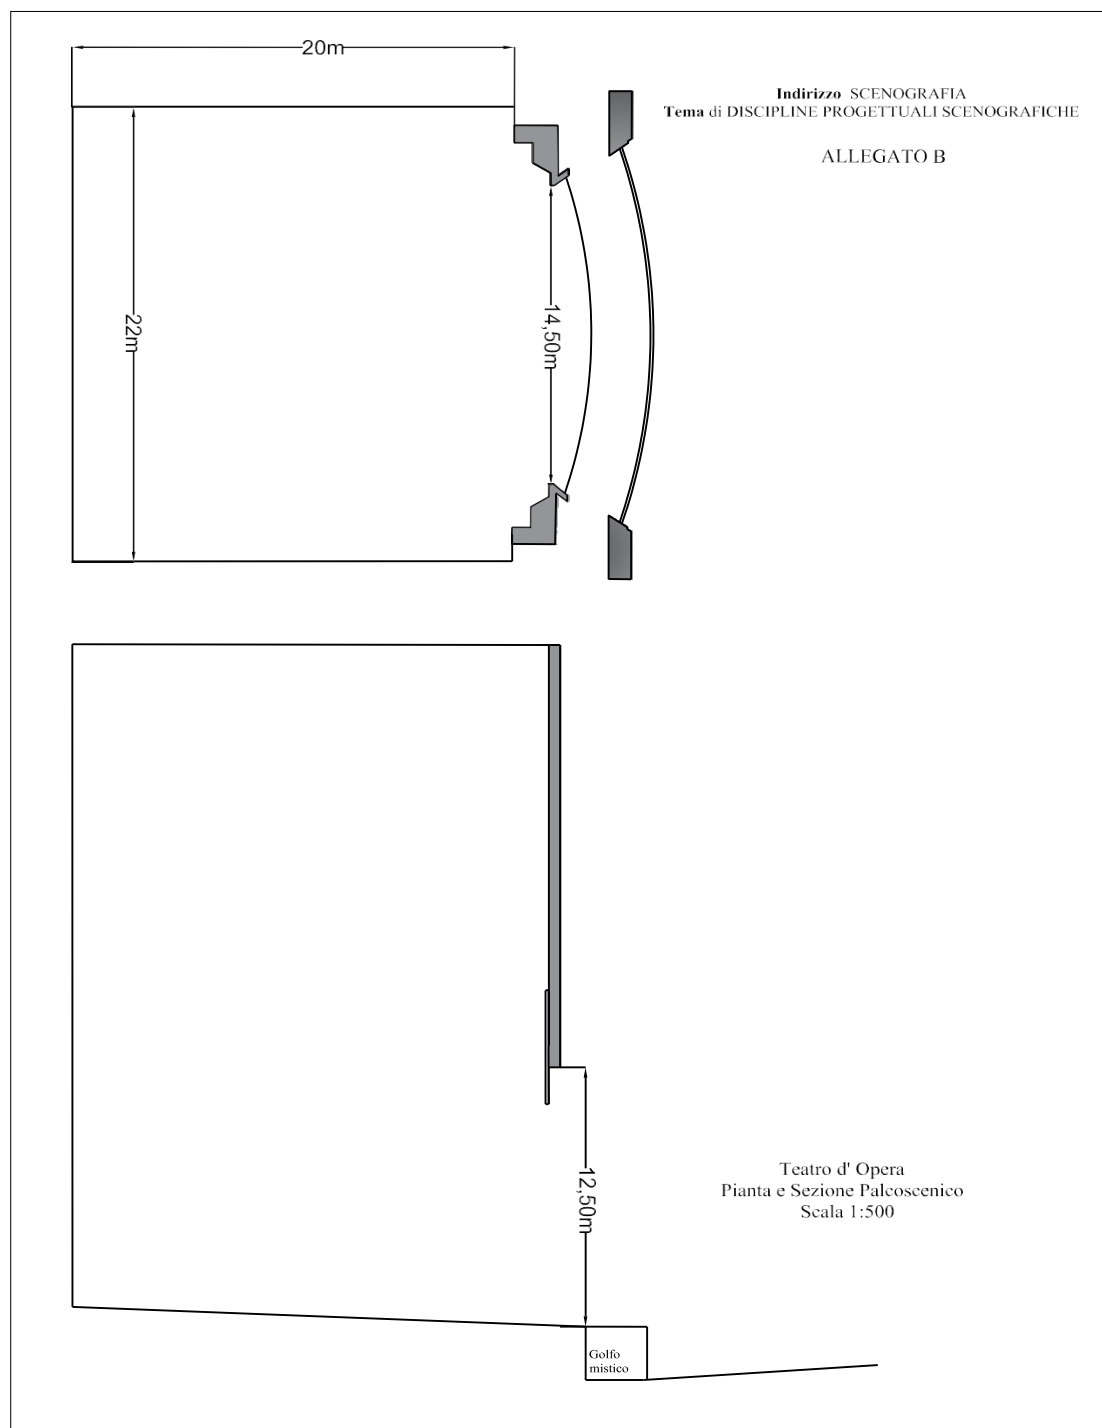 20m
Indirizzo SCENOGRAFIA
Tema di DISCIPLINE PROGETTUALI SCENOGRAFICHE
ALLEGATO B
22m
14,50m
12,50m
Teatro d' Opera
Pianta e Sezione Palcoscenico
Scala 1:500
Golfo
mistico